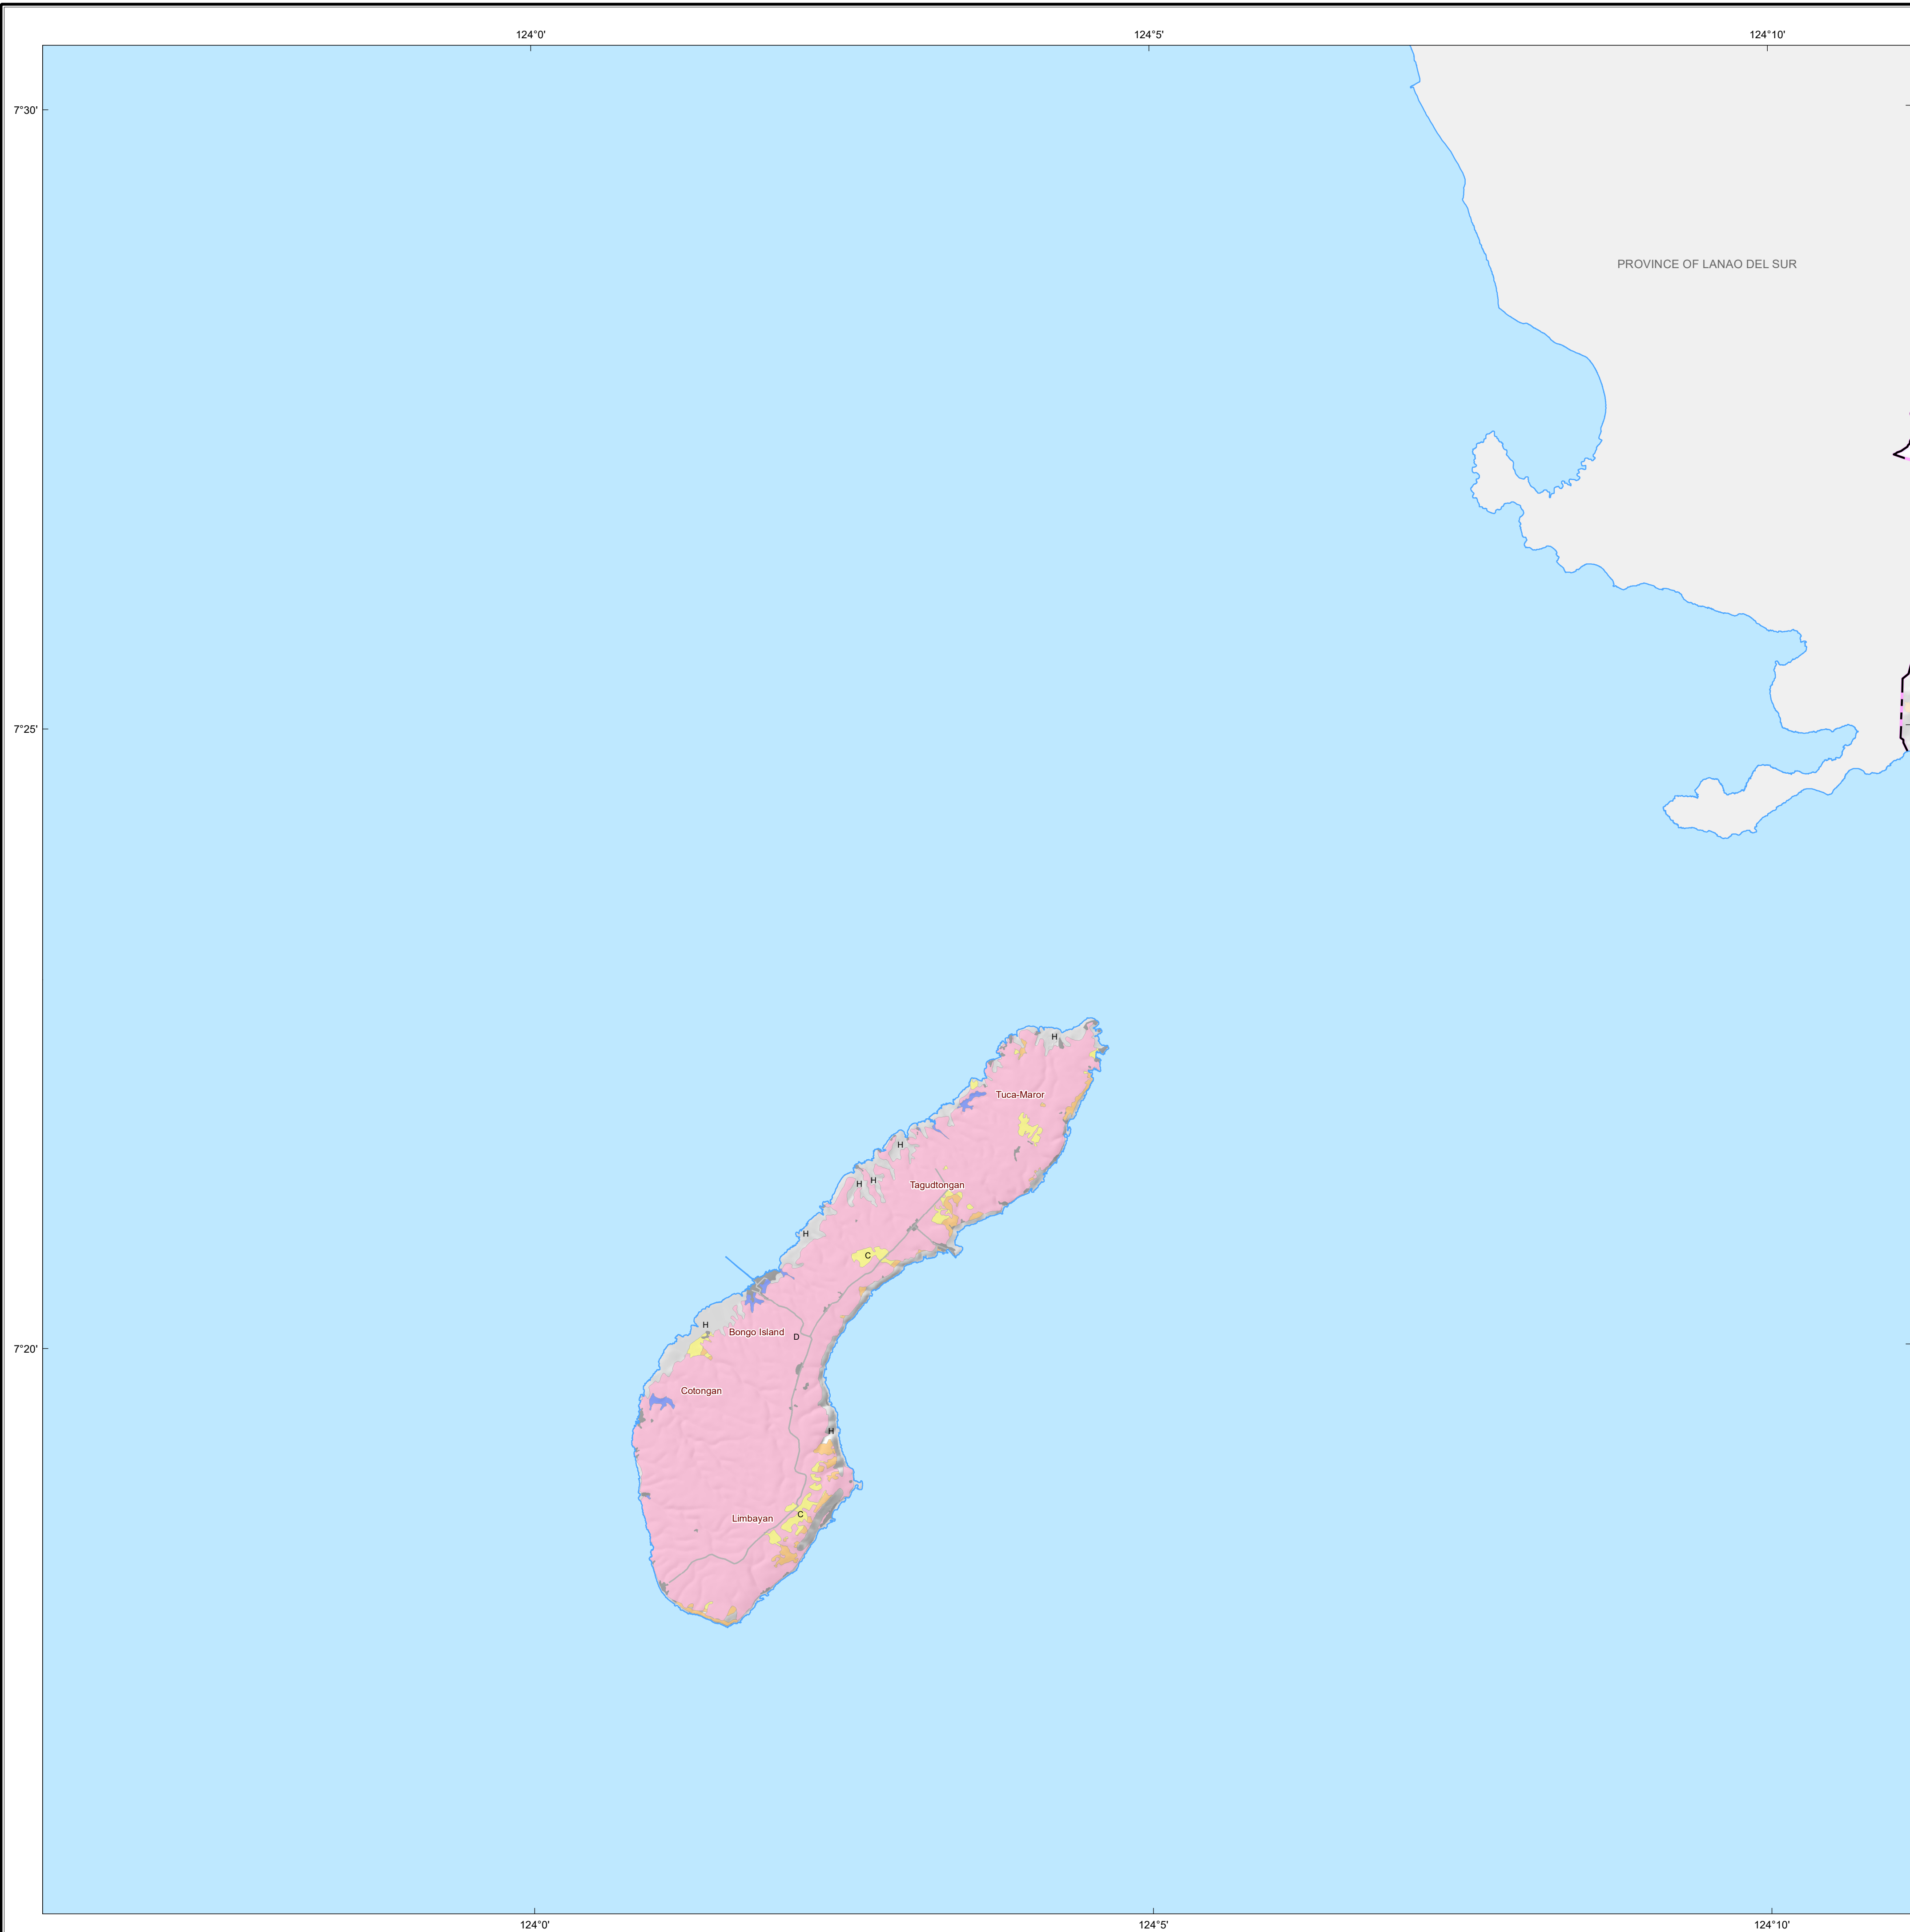 124°0'
124°5'
124°10'
7°30'
PROVINCE OF LANAO DEL SUR
7°25'
H
Tuca-Maror
H
H
H
Tagudtongan
H
C
H
Bongo Island
D
7°20'
Cotongan
H
C
Limbayan
124°0'
124°5'
124°10'